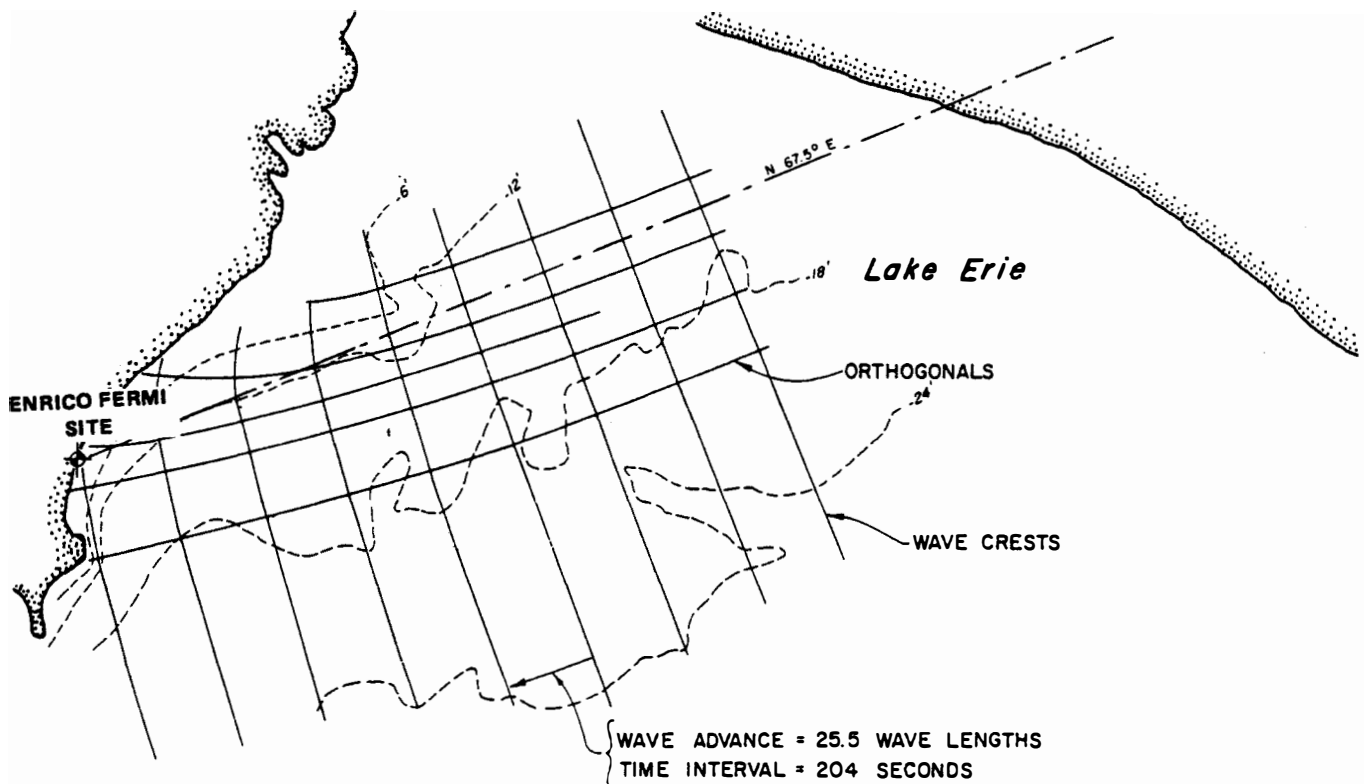 N 67.5° E
6'
12'
18'
Lake Erie
ORTHOGONALS
24'
ENRICO FERMI
SITE
WAVE CRESTS
WAVE ADVANCE = 25.5 WAVE LENGTHS
TIME INTERVAL = 204 SECONDS